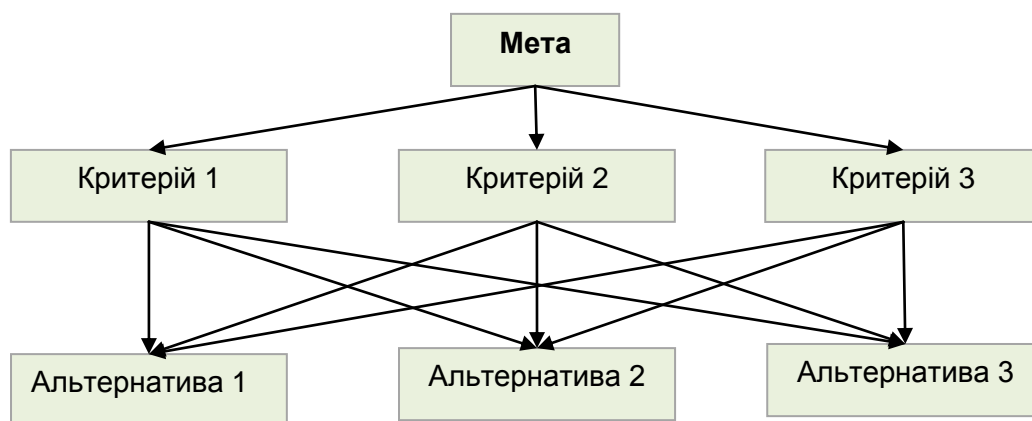 Мета
Критерій 1
Критерій 2
Критерій 3
Альтернатива 1
Альтернатива 2
Альтернатива 3